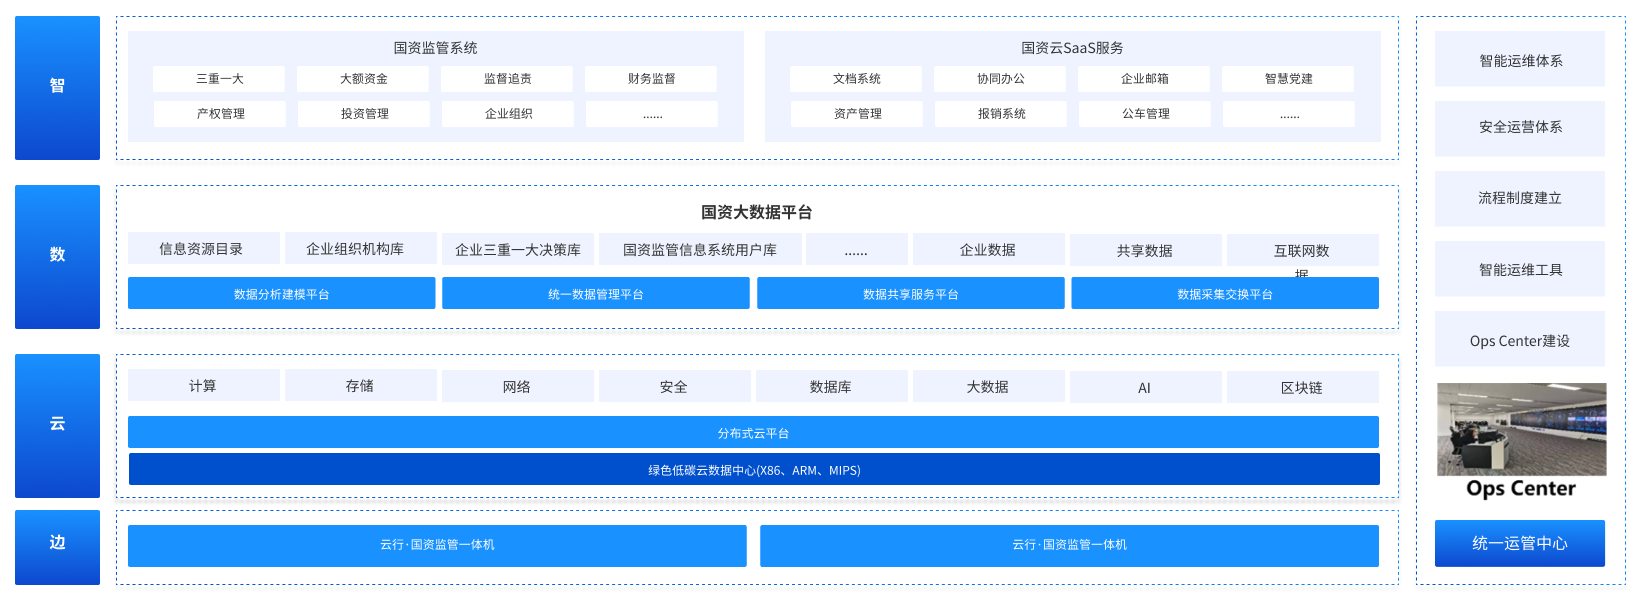 智
国资监管系统
三重一大
大额资金
监督追责
财务监督
产权管理
投资管理
企业组织
......
国资云SaaS服务
文档系统
协同办公
企业邮箱
智慧党建
资产管理
报销系统
公车管理
......
数
国资大数据平台
信息资源目录
企业组织机构库
企业三重一大决策库
国资监管信息系统用户库
......
企业数据
共享数据
互联网数
据
数据分析建模平台
统一数据管理平台
数据共享服务平台
数据采集交换平台
云
计算
存储
网络
安全
数据库
大数据
AI
区块链
分布式云平台
绿色低碳云数据中心(X86、ARM、MIPS)
边
云行·国资监管一体机
云行·国资监管一体机
智能运维体系
安全运营体系
流程制度建立
智能运维工具
Ops Center建设
Ops Center
统一运管中心